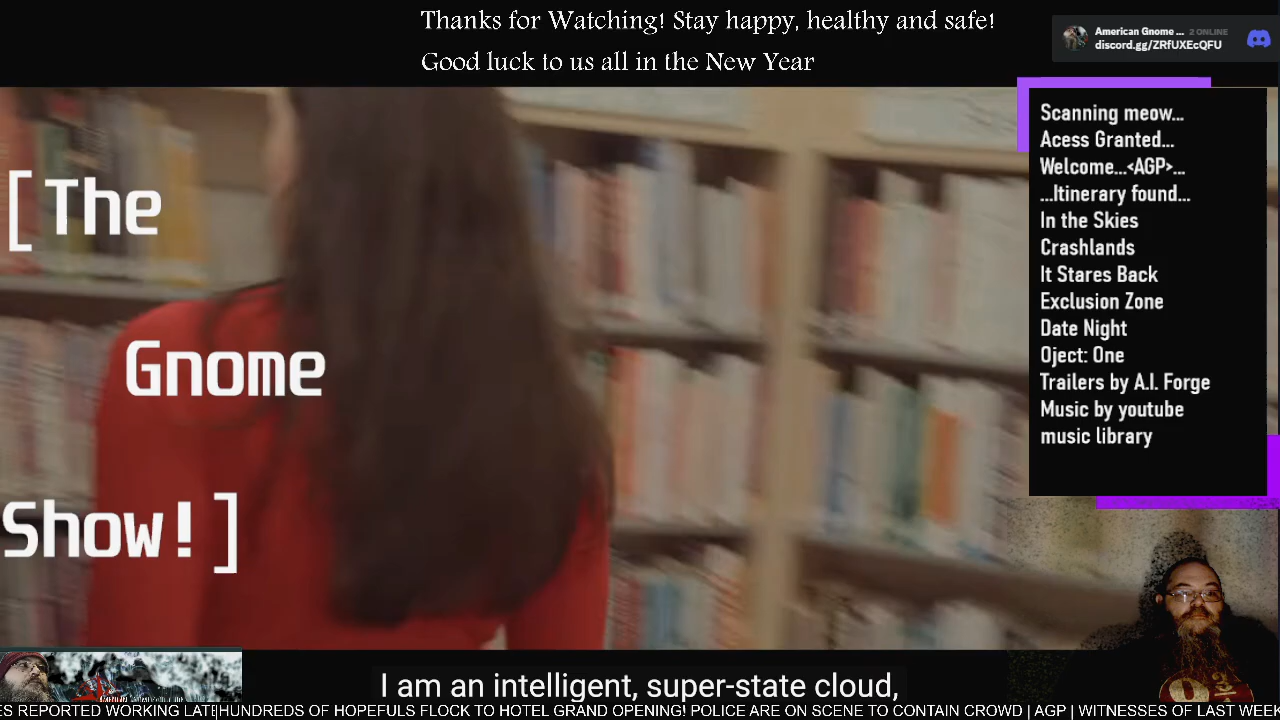 Thanks for Watching! Stay happy, healthy and safe!
Good luck to us all in the New Year
American Gnome ... 2 ONLINE
discord.gg/ZRfUXEcQFU
Scanning meow...
Acess Granted...
Welcome...<AGP>...
...Itinerary found...
In the Skies
Crashlands
It Stares Back
Exclusion Zone
Date Night
Oject: One
Trailers by A.I. Forge
Music by youtube
music library
[The
Gnome
Show!]
I am an intelligent, super-state cloud,
ES REPORTED WORKING LATE|HUNDREDS OF HOPEFULS FLOCK TO HOTEL GRAND OPENING! POLICE ARE ON SCENE TO CONTAIN CROWD | AGP | WITNESSES OF LAST WEEK